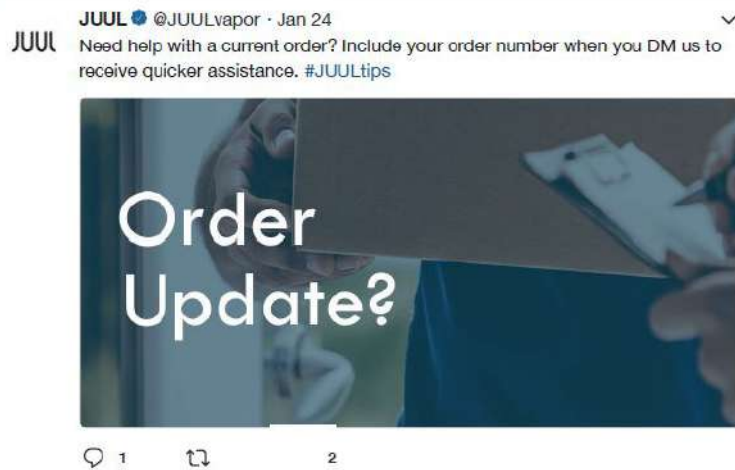 JUUL @JUULvapor · Jan 24
JUUL
Need help with a current order? Include your order number when you DM us to
receive quicker assistance. #JUULtips
Order
Update?
1 2